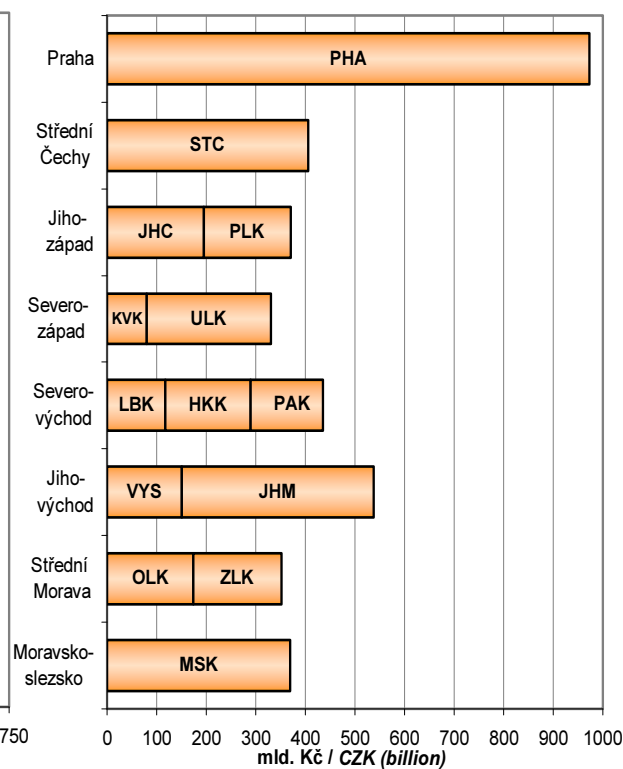 Praha
PHA
Střední
Čechy
STC
Jiho-
západ
JHC PLK
Severo-
západ
KVK ULK
Severo-
východ
LBK HKK PAK
Jiho-
východ
VYS JHM
Střední
Morava
OLK ZLK
Moravsko-
slezsko
MSK
750 0 100 200 300 400 500 600 700 800 900 1000
mld. Kč / CZK (billion)